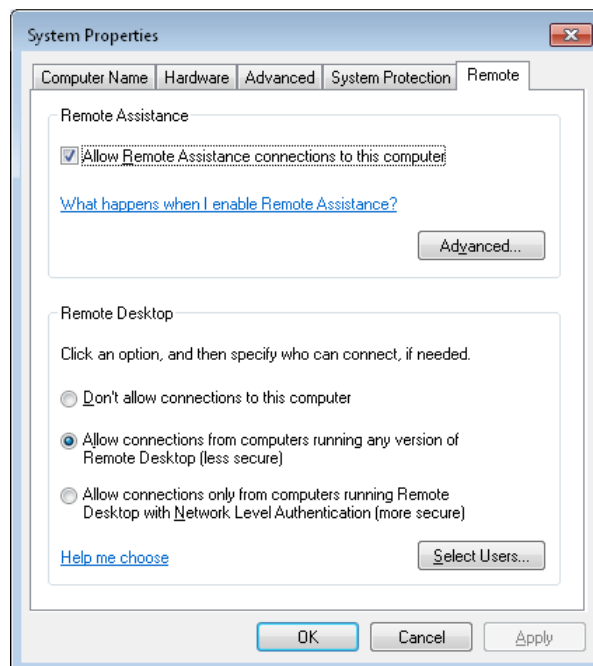 System Properties
Computer Name Hardware Advanced System Protection Remote
Remote Assistance
Allow Remote Assistance connections to this computer
What happens when I enable Remote Assistance?
Advanced...
Remote Desktop
Click an option, and then specify who can connect, if needed.
Don't allow connections to this computer
Allow connections from computers running any version of
Remote Desktop (less secure)
Allow connections only from computers running Remote
Desktop with Network Level Authentication (more secure)
Help me choose
Select Users...
OK Cancel Apply